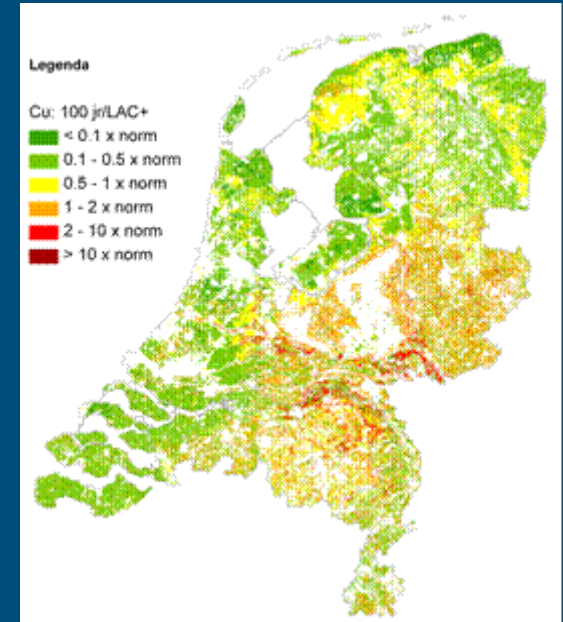 Legenda
Cu: 100 jr/LAC+
< 0.1 x norm
0.1 - 0.5 x norm
0.5 - 1 x norm
1 - 2 x norm
2 - 10 x norm
> 10 x norm